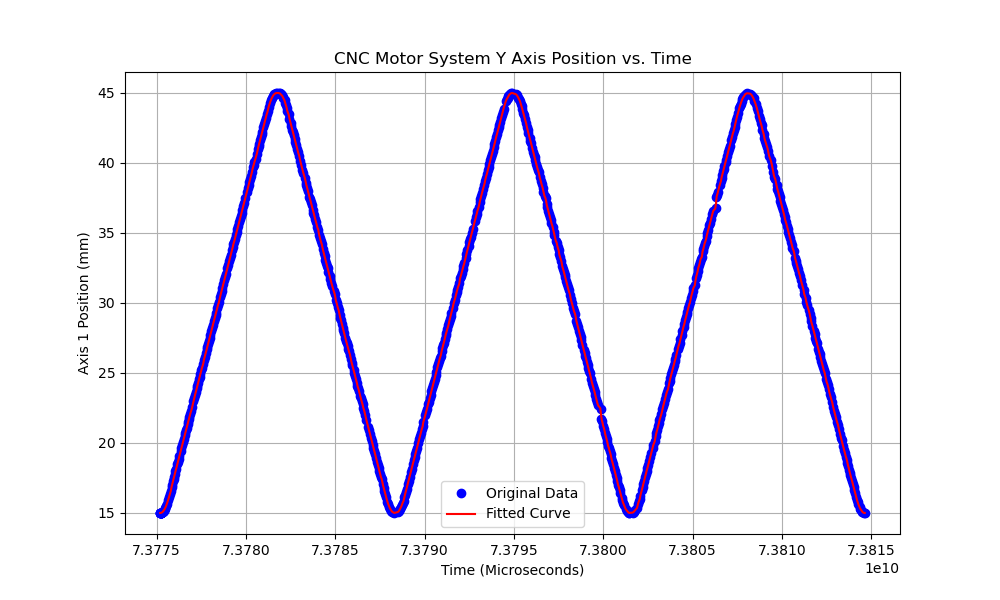 CNC Motor System Y Axis Position vs. Time
45
40
35
30
25
20
15
Axis 1 Position (mm)
Original Data
Fitted Curve
7.3775 7.3780 7.3785 7.3790 7.3795 7.3800 7.3805 7.3810 7.3815
1e10
Time (Microseconds)